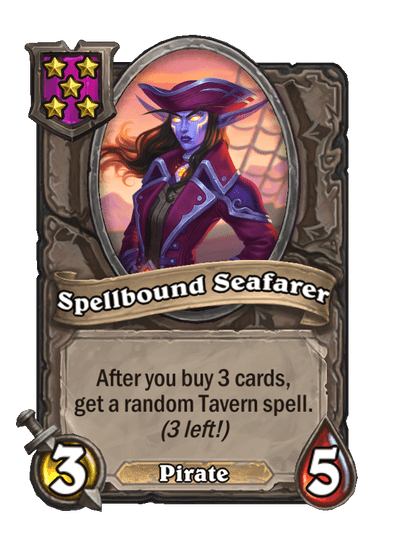 Spellbound Seafarer
After you buy 3 cards,
get a random Tavern spell.
(3 left!)
3
Pirate
5